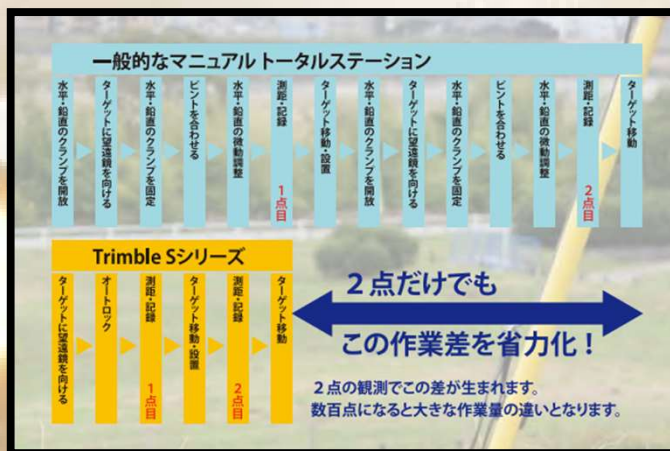 一般的なマニュアル トータルステーション
水平・鉛直のクランプを開放
ターゲットに望遠鏡を向ける
水平・鉛直のクランプを固定
ピントを合わせる
水平・鉛直の微動調整
測距・記録
1点目
ターゲット移動・設置
水平・鉛直のクランプを開放
ターゲットに望遠鏡を向ける
水平・鉛直のクランプを固定
ピントを合わせる
水平・鉛直の微動調整
測距・記録
2点目
ターゲット移動
Trimble Sシリーズ
ターゲットに望遠鏡を向ける
オートロック
測距・記録
1点目
ターゲット移動・設置
測距・記録
2点目
ターゲット移動
2点だけでも
この作業差を省力化！
2点の観測でこの差が生まれます。
数百点になると大きな作業量の違いとなります。